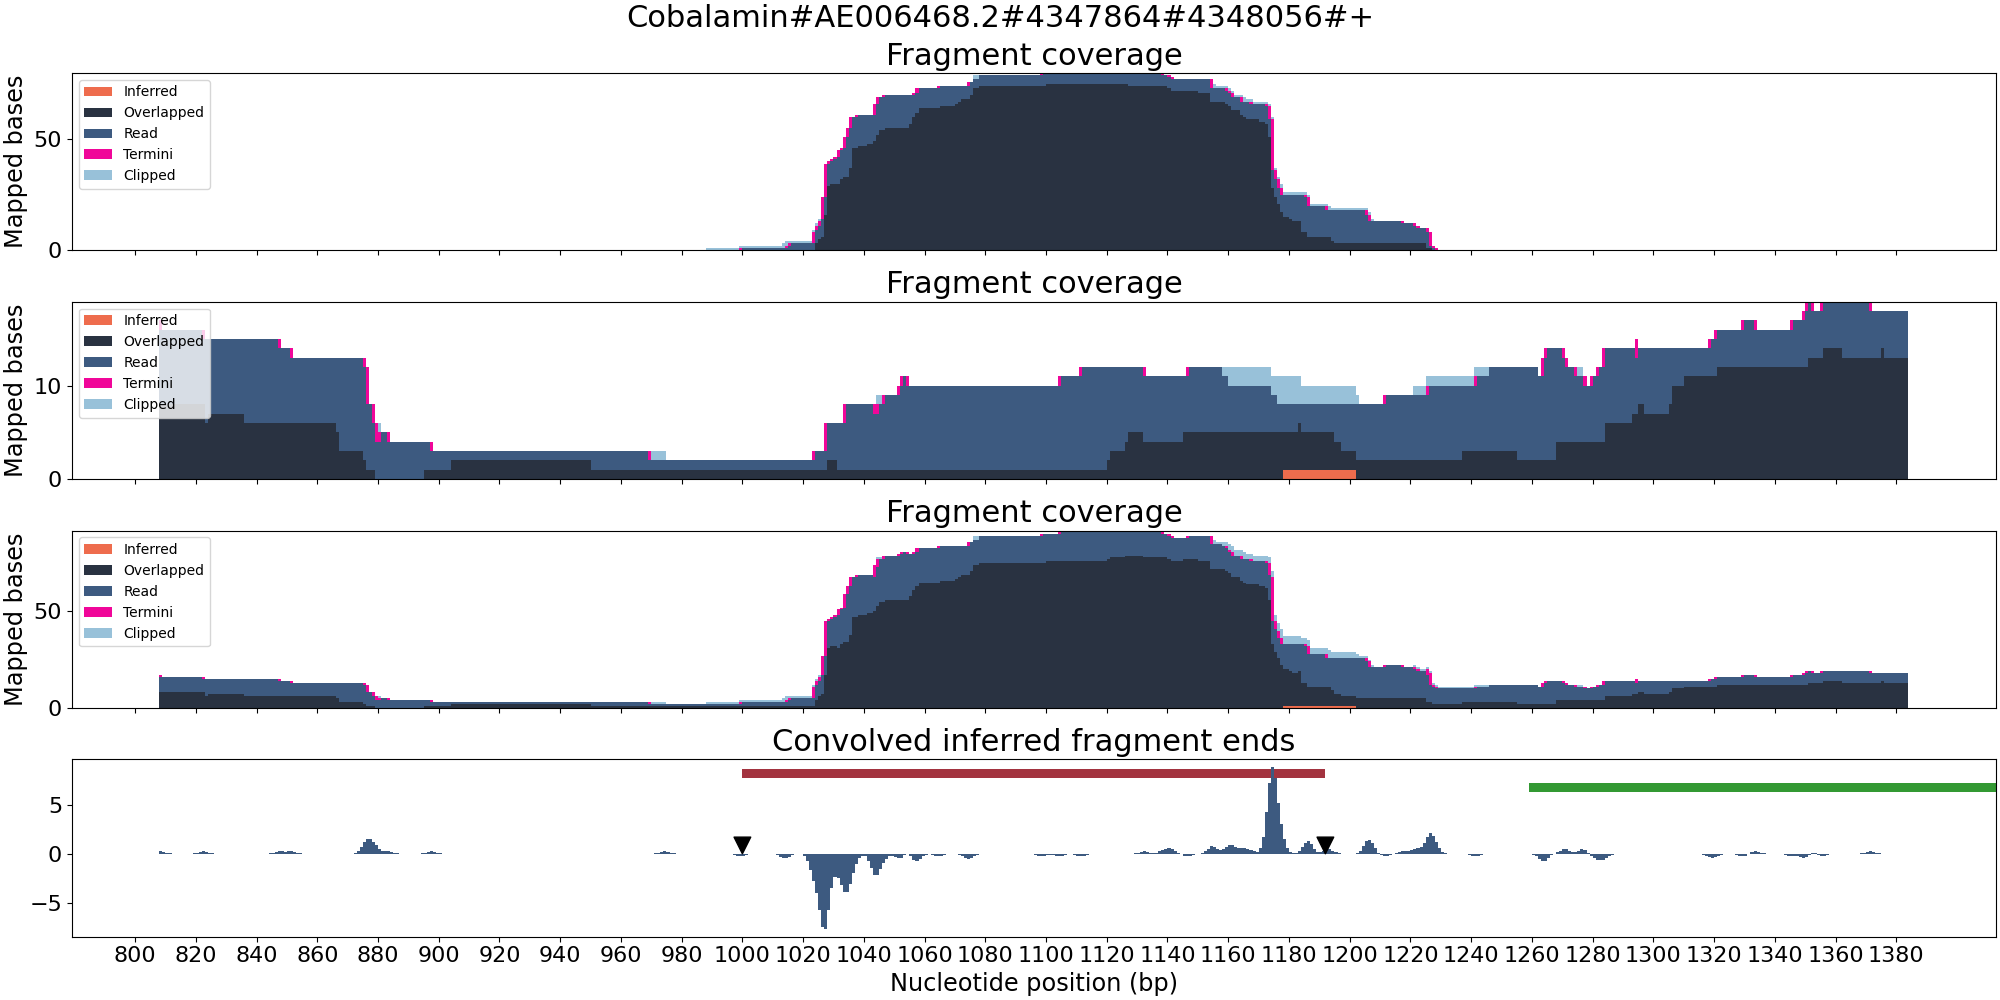 Cobalamin#AE006468.2#4347864#4348056#+
Fragment coverage
Mapped bases
50
0
Inferred
Overlapped
Read
Termini
Clipped
Fragment coverage
Mapped bases
10
0
Inferred
Overlapped
Read
Termini
Clipped
Fragment coverage
Mapped bases
50
0
Inferred
Overlapped
Read
Termini
Clipped
Convolved inferred fragment ends
5
0
−5
800 820 840 860 880 900 920 940 960 980 1000 1020 1040 1060 1080 1100 1120 1140 1160 1180 1200 1220 1240 1260 1280 1300 1320 1340 1360 1380
Nucleotide position (bp)